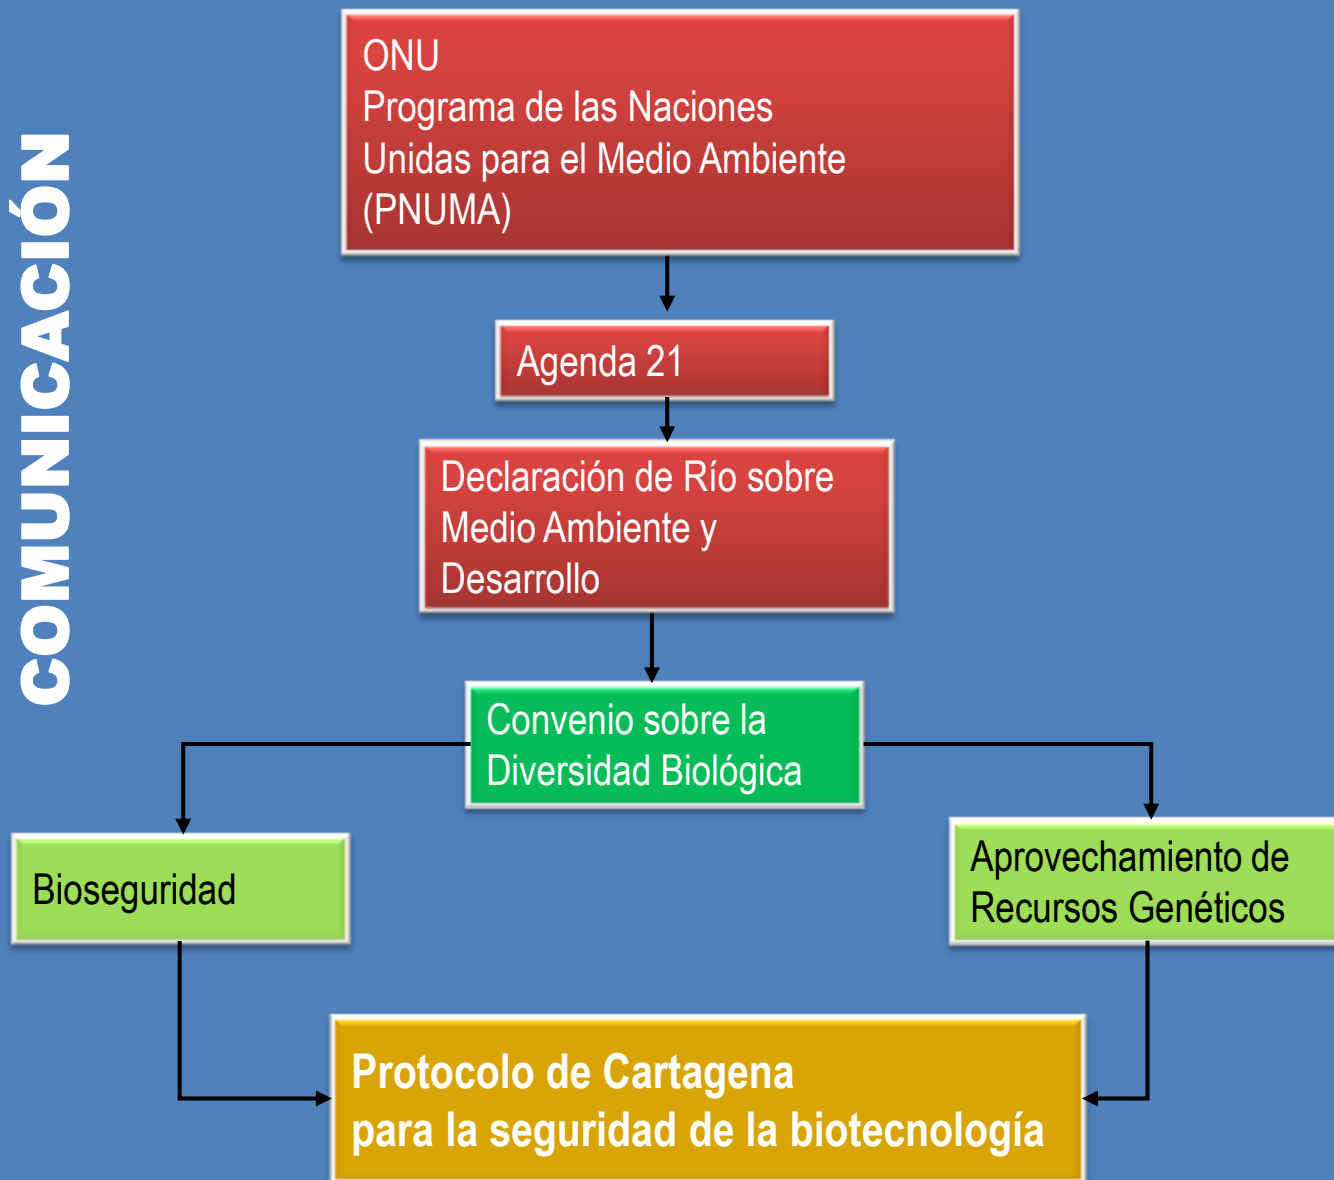 COMUNICACIÓN
ONU
Programa de las Naciones
Unidas para el Medio Ambiente
(PNUMA)
Agenda 21
Declaración de Río sobre
Medio Ambiente y
Desarrollo
Convenio sobre la
Diversidad Biológica
Bioseguridad
Aprovechamiento de
Recursos Genéticos
Protocolo de Cartagena
para la seguridad de la biotecnología